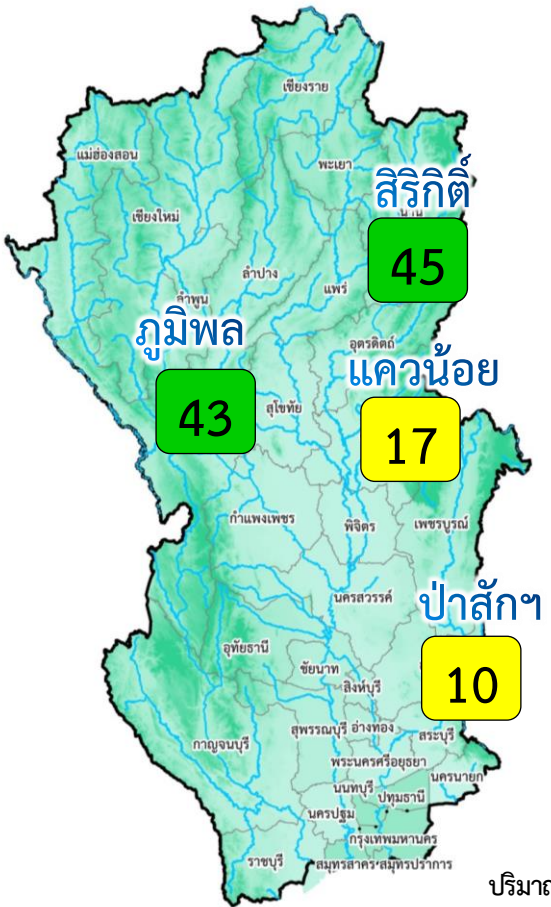 เชียงราย
แม่ฮ่องสอน
พะเยา
สิริกิติ์
น่าน
45
เชียงใหม่
ลำปาง
แพร่
ลำพูน
ภูมิพล
43
อุตรดิตถ์
แควน้อย
17
สุโขทัย
กำแพงเพชร
พิจิตร
เพชรบูรณ์
นครสวรรค์
ป่าสักฯ
10
อุทัยธานี
ชัยนาท
สิงห์บุรี
สุพรรณบุรี
อ่างทอง
สระบุรี
กาญจนบุรี
พระนครศรีอยุธยา
นครนายก
นนทบุรี
ปทุมธานี
นครปฐม
กรุงเทพมหานคร
ราชบุรี
สมุทรสาคร
สมุทรปราการ